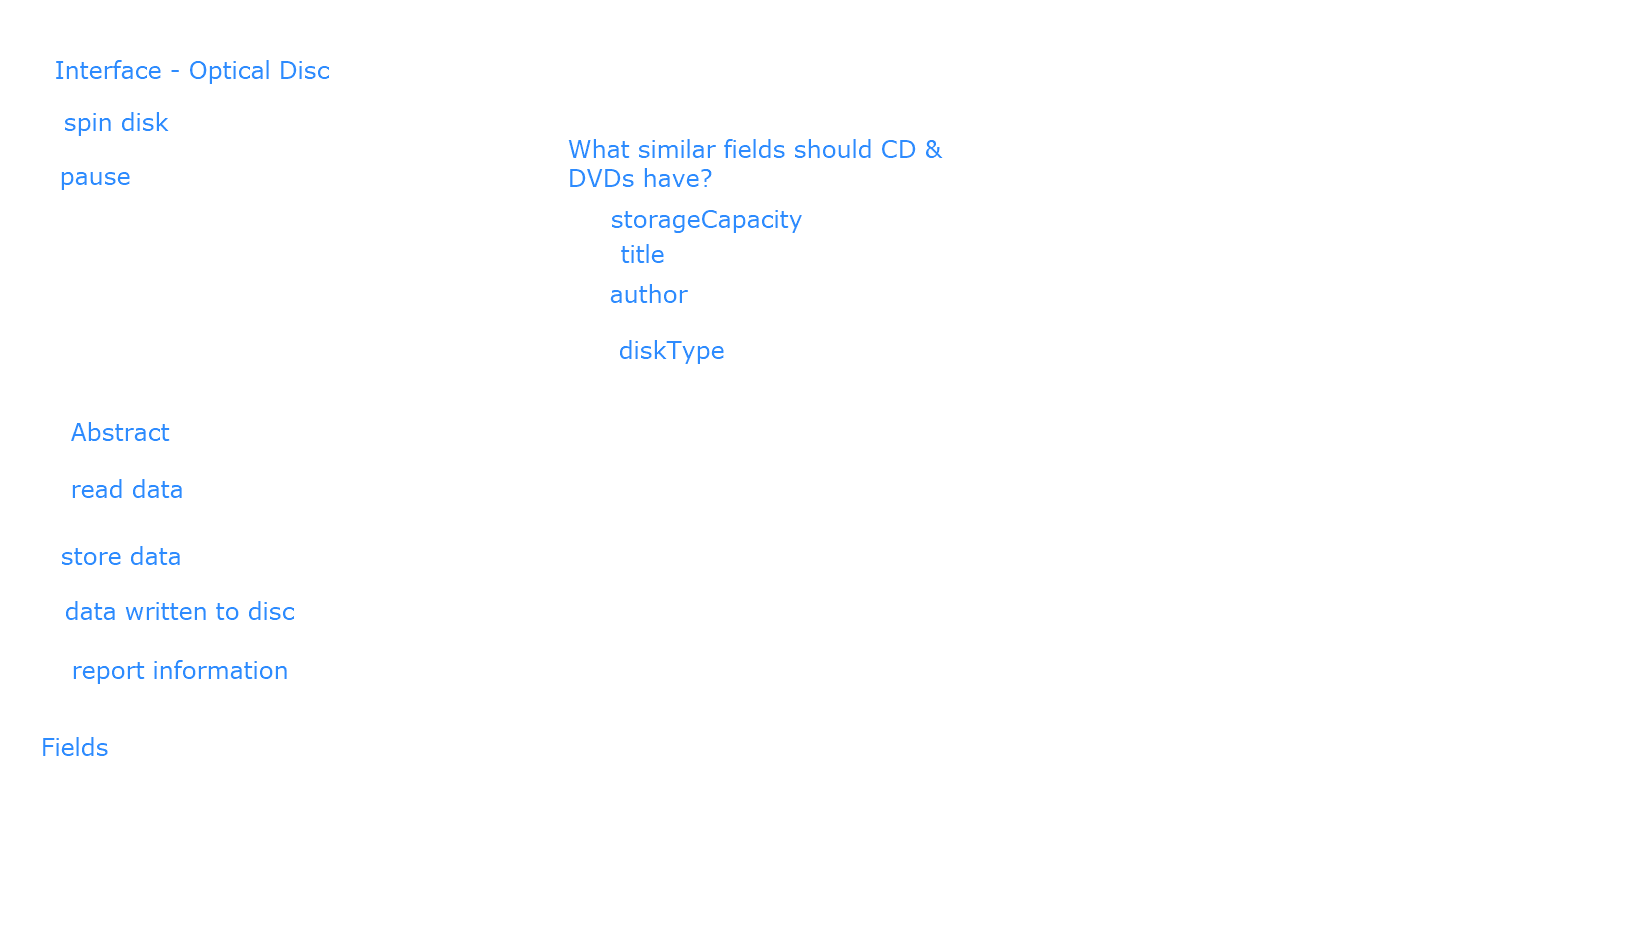 Interface - Optical Disc
spin disk
pause
What similar fields should CD &
DVDs have?
storageCapacity
title
author
diskType
Abstract
read data
store data
data written to disc
report information
Fields